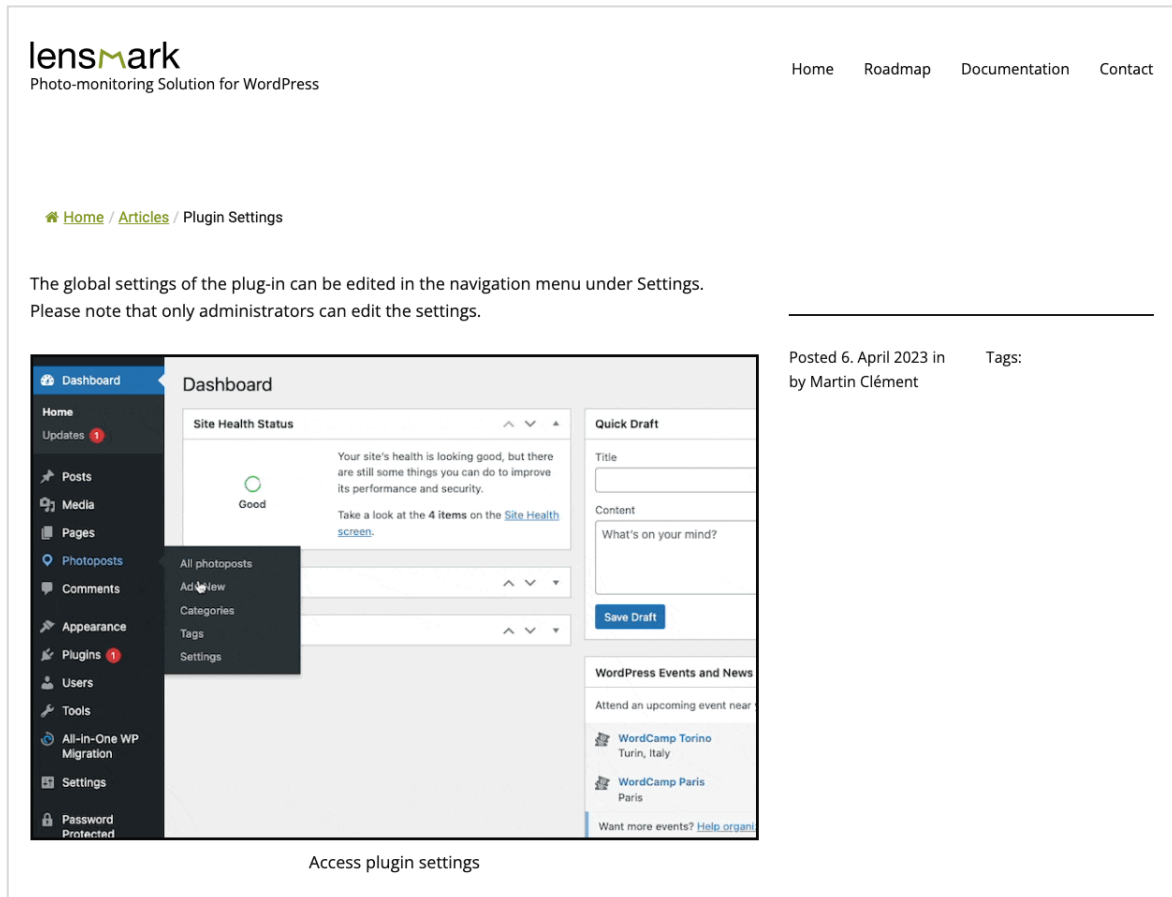 lensmark
Photo-monitoring Solution for WordPress
Home Roadmap Documentation Contact
Home / Articles / Plugin Settings
The global settings of the plug-in can be edited in the navigation menu under Settings.
Please note that only administrators can edit the settings.
Posted 6. April 2023 in
by Martin Clément
Tags:
Dashboard
Home
Updates 1
Posts
Media
Pages
Photoposts
Comments
Appearance
Plugins 1
Users
Tools
All-in-One WP
Migration
Settings
Password
Protected
All photoposts
Add New
Categories
Tags
Settings
Dashboard
Site Health Status
Good
Your site's health is looking good, but there
are still some things you can do to improve
its performance and security.
Take a look at the 4 items on the Site Health
screen.
Quick Draft
Title
Content
What's on your mind?
Save Draft
WordPress Events and News
Attend an upcoming event near
WordCamp Torino
Turin, Italy
WordCamp Paris
Paris
Want more events? Help organi
Access plugin settings